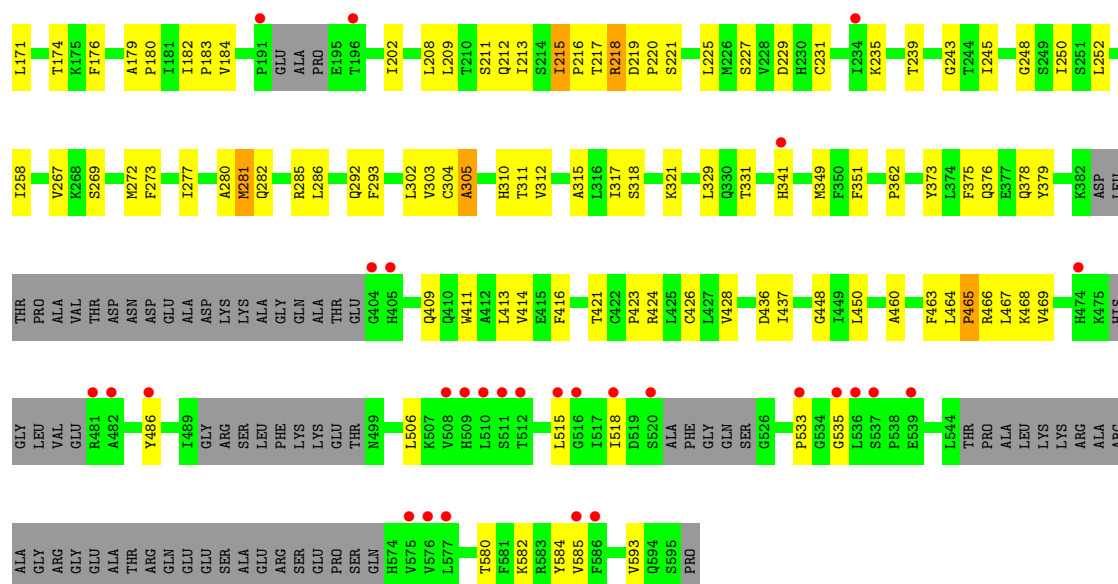 L171 T174 K175 F176 A179 P180 I181 I182 P183 V184 P191 GLU ALA PRO E195 T196 I202 L208 L209 T210 S211 Q212 I213 S214 I215 P216 T217 R218 D219 P220 S221 L225 M226 S227 V228 D229 H230 C231 I234 K235 T239 G243 T244 I245 G248 S249 I250 S251 L252
I258 V267 K268 S269 M272 F273 I277 A280 M281 Q282 R285 L286 Q292 F293 L302 V303 C304 A305 H310 T311 V312 A315 L316 I317 S318 K321 L329 Q330 T331 H341 M349 F350 F351 P362 Y373 L374 F375 Q376 E377 Q378 Y379 K382 ASP LEU
THR PRO ALA VAL THR ASP ASN ASP GLU ALA ASP LYS LYS ALA GLY GLN ALA THR GLU G404 H405 Q409 Q410 W411 A412 L413 V414 E415 F416 T421 C422 P423 R424 L425 C426 L427 V428 D436 I437 G448 I449 L450 A460 F463 L464 P465 R466 L467 K468 V469 H474 K475 HIS
GLY LEU VAL GLU R481 A482 Y486 I489 GLY ARG SER LEU PHE LYS LYS GLU THR N499 L506 K507 V508 H509 L510 S511 T512 L515 G516 I517 I518 D519 S520 ALA PHE GLY GLN SER G526 P533 G534 G535 L536 S537 P538 E539 L544 THR PRO ALA LEU LYS LYS ARG ALA ARG
ALA GLY ARG GLY GLU ALA THR ARG GLN GLU GLU SER ALA GLU ARG SER GLU PRO SER GLN H574 V575 V576 L577 T580 F581 K582 R583 Y584 V585 F586 V593 Q594 S595 PRO